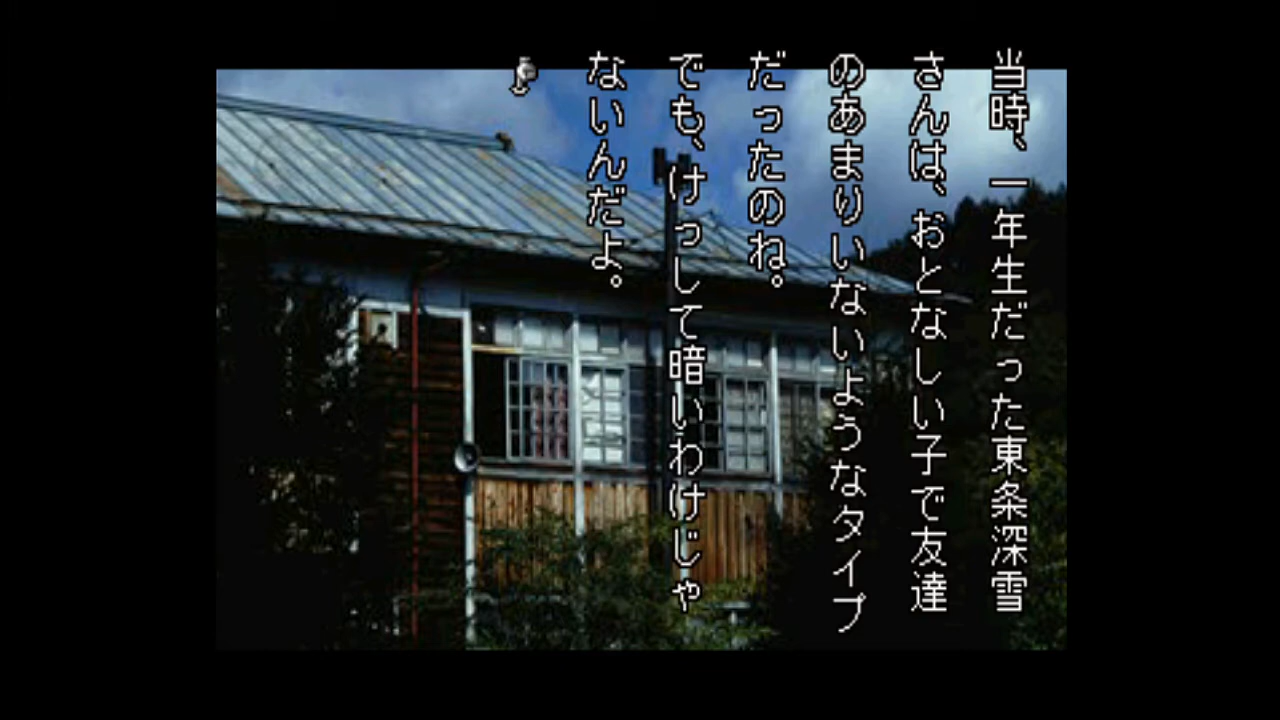 当時、一年生だった東条深雪
さんは、おとなしい子で友達
のあまりいないようなタイプ
だったのね。
でも、けっして暗いわけじゃ
ないんだよ。